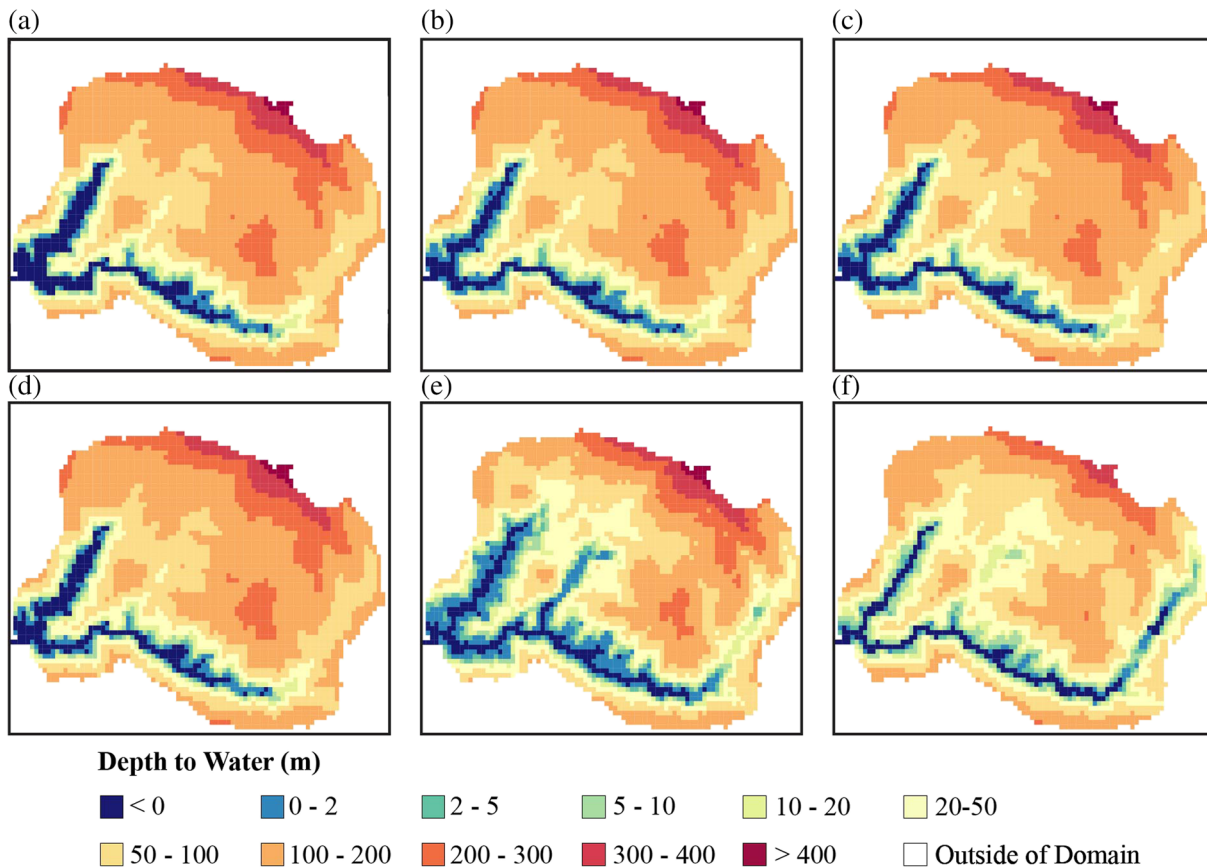 (a) (b) (c)
(d) (e) (f)
Depth to Water (m)
< 0 0 - 2 2 - 5 5 - 10 10 - 20 20-50
50 - 100 100 - 200 200 - 300 300 - 400 > 400 Outside of Domain